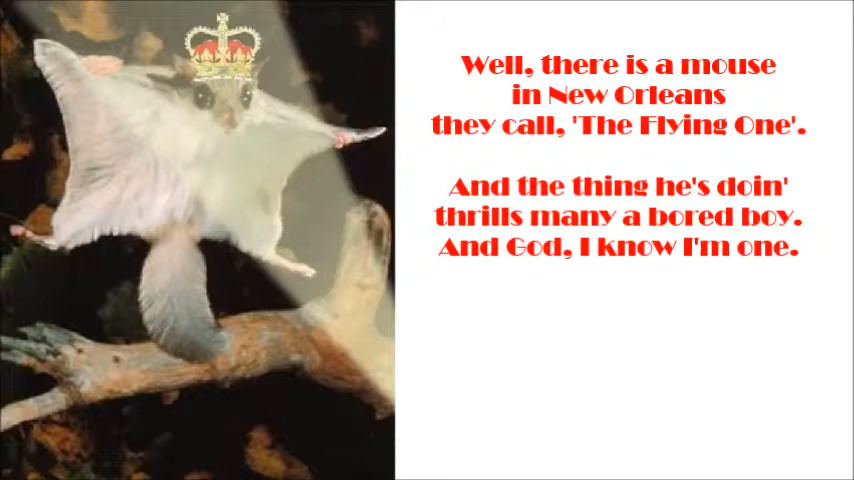 Well, there is a mouse
in New Orleans
they call, 'The Flying One'.
And the thing he's doin'
thrills many a bored boy.
And God, I know I'm one.